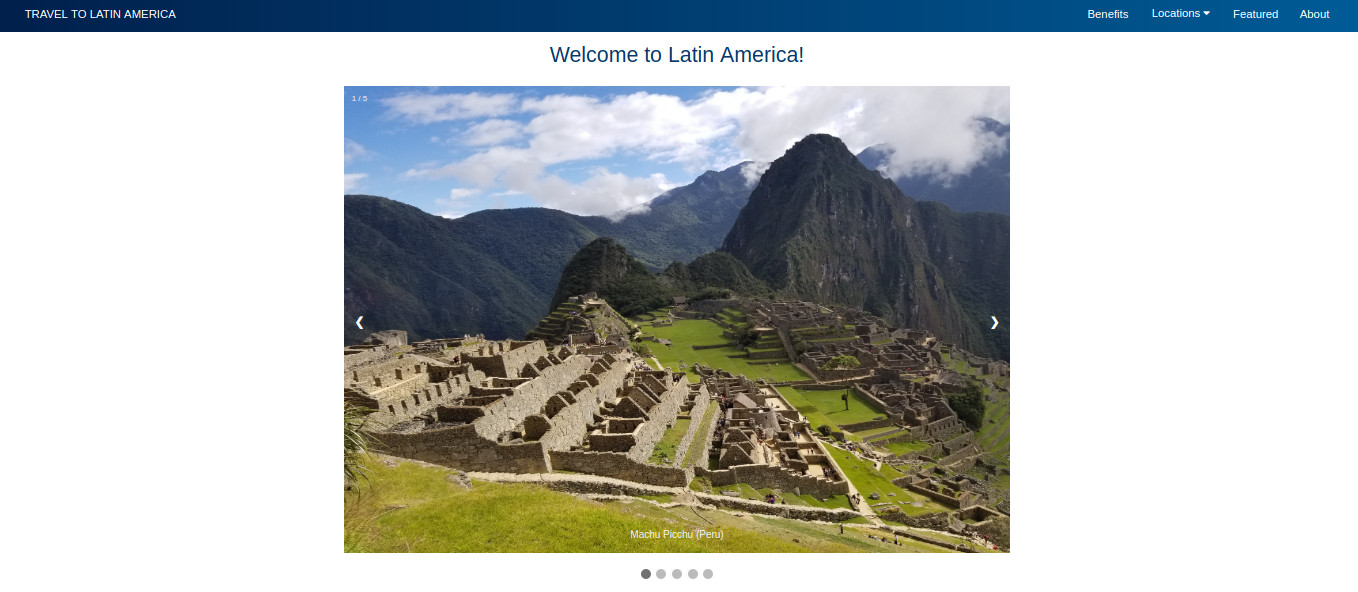 TRAVEL TO LATIN AMERICA Benefits Locations Featured About
Welcome to Latin America!
1 / 5
❮ ❯
Machu Picchu (Peru)